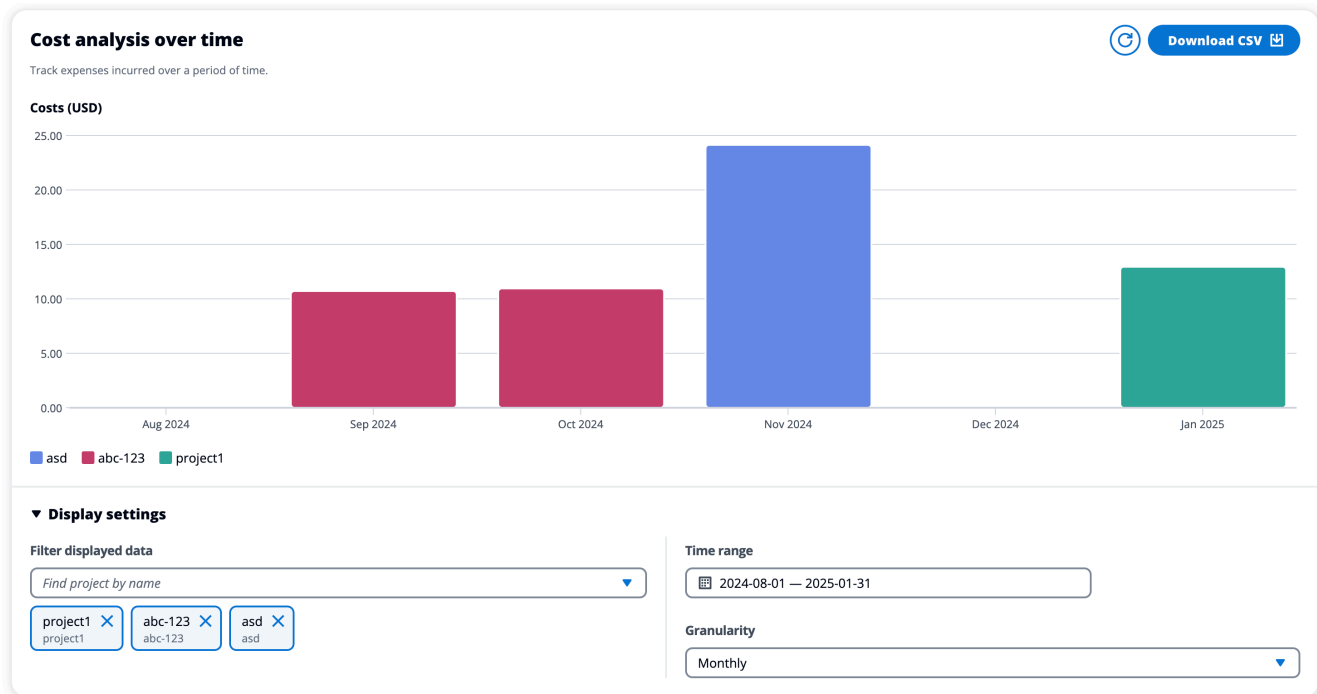 Cost analysis over time
Download CSV
Track expenses incurred over a period of time.
Costs (USD)
25.00
20.00
15.00
10.00
5.00
0.00
Aug 2024 Sep 2024 Oct 2024 Nov 2024 Dec 2024 Jan 2025
asd abc-123 project1
Display settings
Filter displayed data
Find project by name
project1 abc-123 asd
project1 abc-123 asd
Time range
2024-08-01 — 2025-01-31
Granularity
Monthly